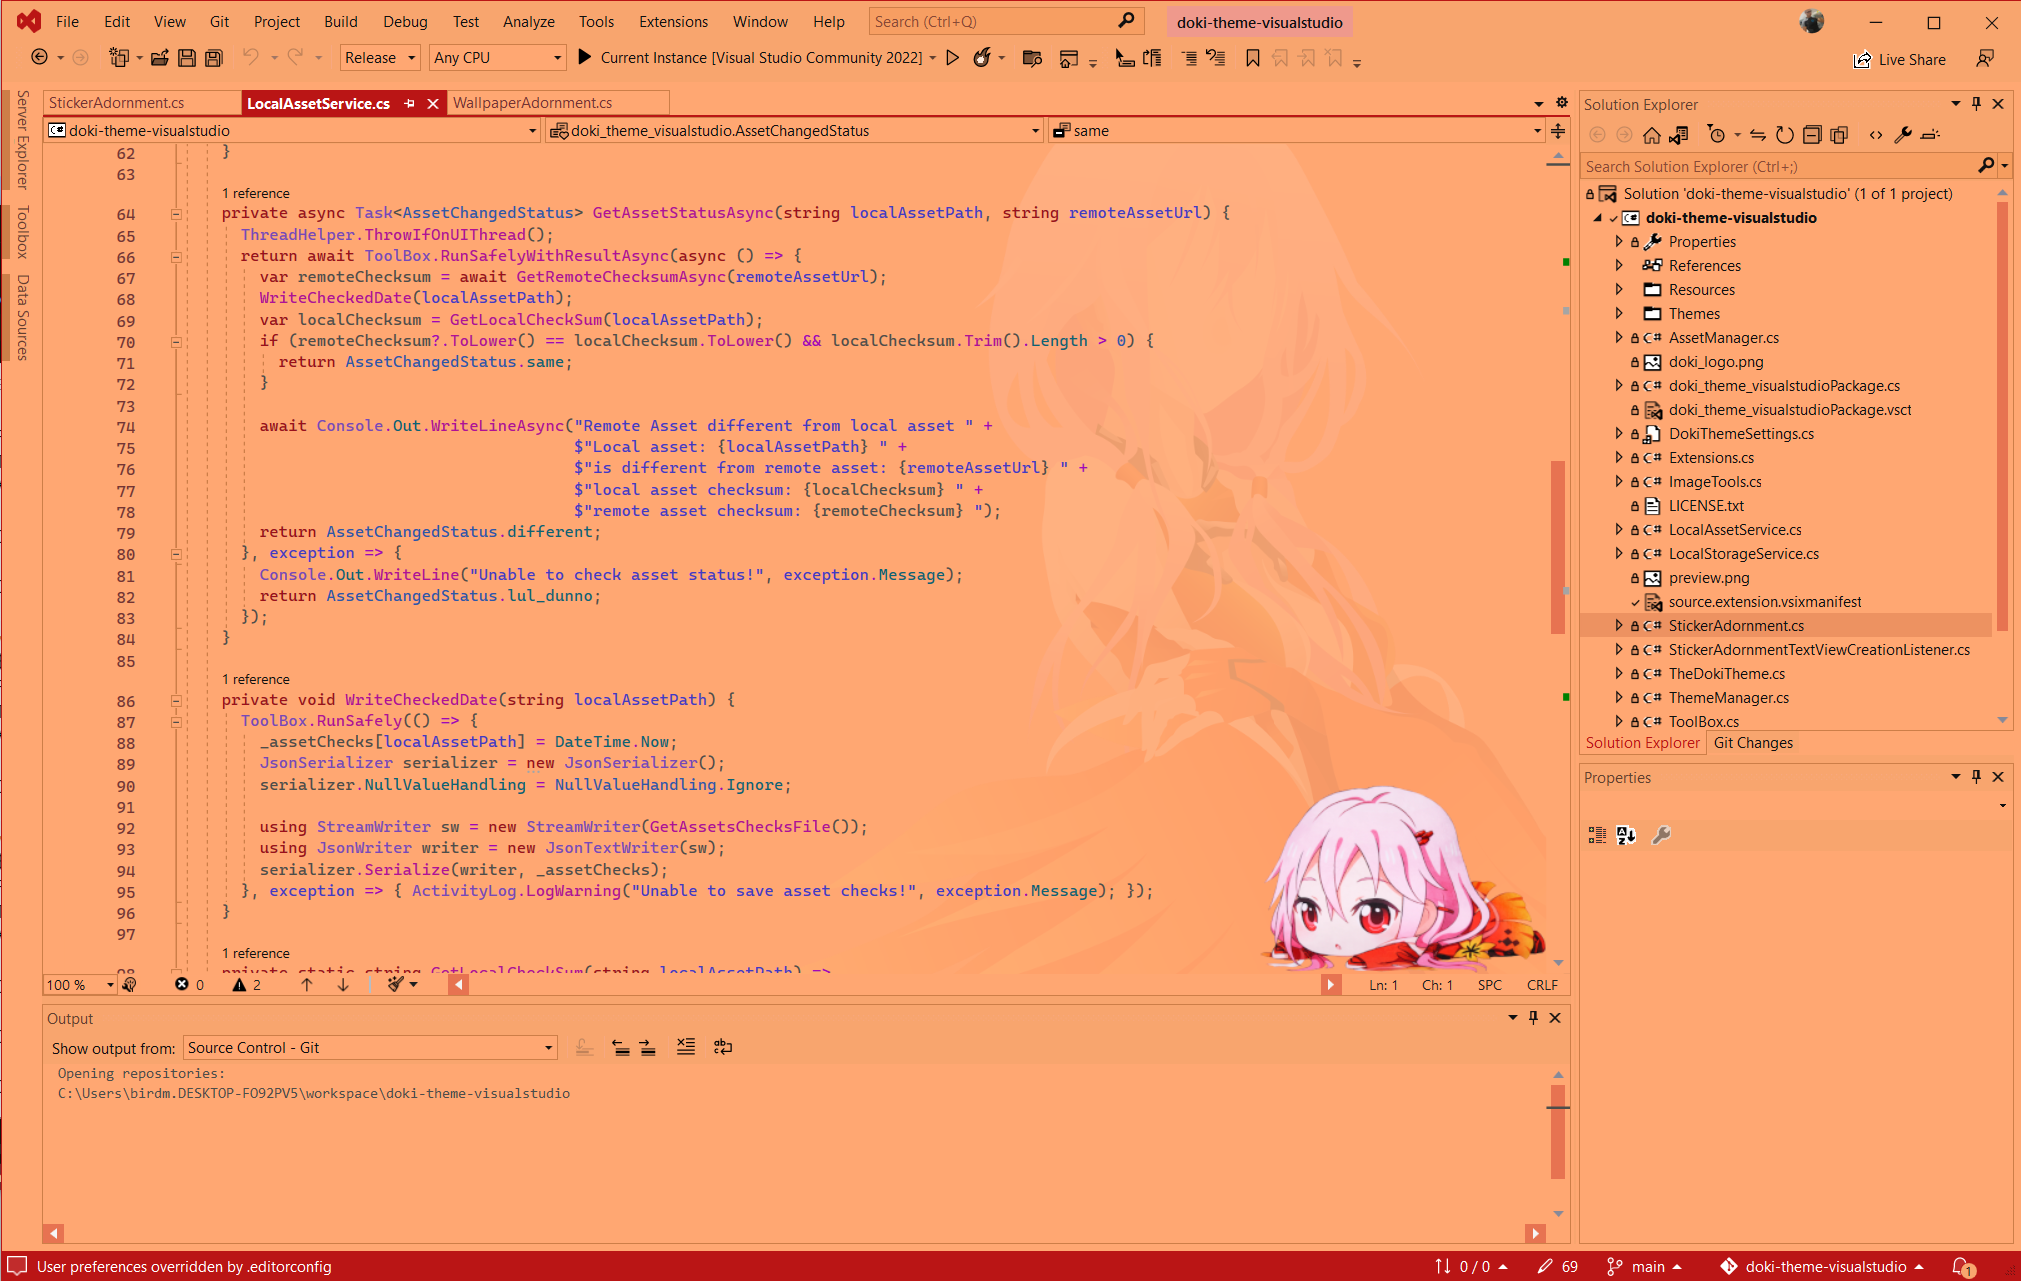 File Edit View Git Project Build Debug Test Analyze Tools Extensions Window Help Search (Ctrl+Q) doki-theme-visualstudio
Release Any CPU Current Instance [Visual Studio Community 2022] Live Share
Server Explorer
Toolbox
Data Sources
StickerAdornment.cs LocalAssetService.cs WallpaperAdornment.cs
doki-theme-visualstudio doki_theme_visualstudio.AssetChangedStatus same
62 }
63
1 reference
64 private async Task<AssetChangedStatus> GetAssetStatusAsync(string localAssetPath, string remoteAssetUrl) {
65 ThreadHelper.ThrowIfOnUIThread();
66 return await ToolBox.RunSafelyWithResultAsync(async () => {
67 var remoteChecksum = await GetRemoteChecksumAsync(remoteAssetUrl);
68 WriteCheckedDate(localAssetPath);
69 var localChecksum = GetLocalCheckSum(localAssetPath);
70 if (remoteChecksum?.ToLower() == localChecksum.ToLower() && localChecksum.Trim().Length > 0) {
71 return AssetChangedStatus.same;
72 }
73
74 await Console.Out.WriteLineAsync("Remote Asset different from local asset " +
75 $"Local asset: {localAssetPath} " +
76 $"is different from remote asset: {remoteAssetUrl} " +
77 $"local asset checksum: {localChecksum} " +
78 $"remote asset checksum: {remoteChecksum} ");
79 return AssetChangedStatus.different;
80 }, exception => {
81 Console.Out.WriteLine("Unable to check asset status!", exception.Message);
82 return AssetChangedStatus.lul_dunno;
83 });
84 }
85
1 reference
86 private void WriteCheckedDate(string localAssetPath) {
87 ToolBox.RunSafely(() => {
88 _assetChecks[localAssetPath] = DateTime.Now;
89 JsonSerializer serializer = new JsonSerializer();
90 serializer.NullValueHandling = NullValueHandling.Ignore;
91
92 using StreamWriter sw = new StreamWriter(GetAssetsChecksFile());
93 using JsonWriter writer = new JsonTextWriter(sw);
94 serializer.Serialize(writer, _assetChecks);
95 }, exception => { ActivityLog.LogWarning("Unable to save asset checks!", exception.Message); });
96 }
97
1 reference
98 private static string GetLocalCheckSum(string localAssetPath) =>
100 % 0 2 Ln: 1 Ch: 1 SPC CRLF
Output
Show output from: Source Control - Git
Opening repositories:
C:\Users\birdm.DESKTOP-FO92PV5\workspace\doki-theme-visualstudio
Solution Explorer
Search Solution Explorer (Ctrl+;)
Solution 'doki-theme-visualstudio' (1 of 1 project)
doki-theme-visualstudio
Properties
References
Resources
Themes
C# AssetManager.cs
doki_logo.png
C# doki_theme_visualstudioPackage.cs
doki_theme_visualstudioPackage.vsct
DokiThemeSettings.cs
C# Extensions.cs
C# ImageTools.cs
LICENSE.txt
C# LocalAssetService.cs
C# LocalStorageService.cs
preview.png
source.extension.vsixmanifest
C# StickerAdornment.cs
C# StickerAdornmentTextViewCreationListener.cs
C# TheDokiTheme.cs
C# ThemeManager.cs
C# ToolBox.cs
Solution Explorer Git Changes
Properties
User preferences overridden by .editorconfig 0 / 0 69 main doki-theme-visualstudio 1